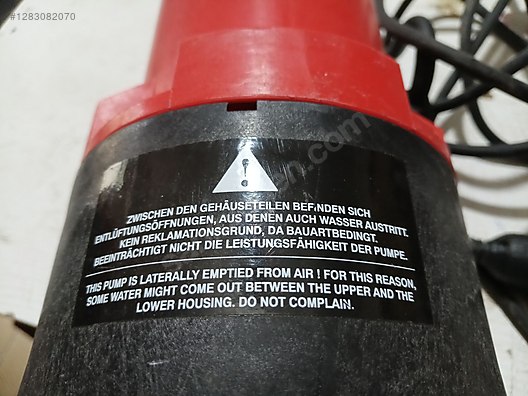 #1283082070
ZWISCHEN DEN GEHÄUSETEILEN BEFINDEN SICH
ENTLÜFTUNGSÖFFNUNGEN, AUS DENEN AUCH WASSER AUSTRITT.
KEIN REKLAMATIONSGRUND, DA BAUARTBEDINGT.
BEEINTRÄCHTIGT NICHT DIE LEISTUNGSFÄHIGKEIT DER PUMPE.
THIS PUMP IS LATERALLY EMPTIED FROM AIR ! FOR THIS REASON,
SOME WATER MIGHT COME OUT BETWEEN THE UPPER AND THE
LOWER HOUSING. DO NOT COMPLAIN.